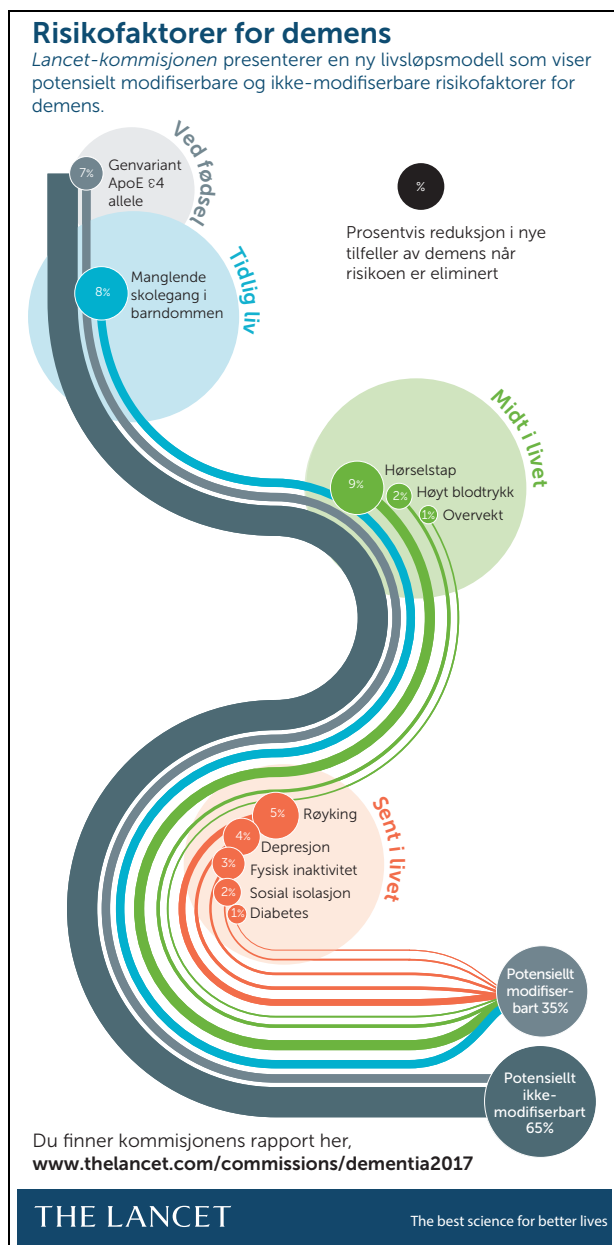 Risikofaktorer for demens
Lancet-kommisjonen presenterer en ny livsløpsmodell som viser
potensielt modifiserbare og ikke-modifiserbare risikofaktorer for
demens.
Ved fødsel
7%
Genvariant
ApoE ε4
allele
%
Prosentvis reduksjon i nye
tilfeller av demens når
risikoen er eliminert
Tidlig liv
8%
Manglende
skolegang i
barndommen
Midt i livet
9%
Hørselstap
2%
Høyt blodtrykk
1%
Overvekt
Sent i livet
5%
Røyking
4%
Depresjon
3%
Fysisk inaktivitet
2%
Sosial isolasjon
1%
Diabetes
Potensiellt
modifiser-
bart 35%
Potensiellt
ikke-
modifiserbart
65%
Du finner kommisjonens rapport her,
www.thelancet.com/commissions/dementia2017
THE LANCET
The best science for better lives